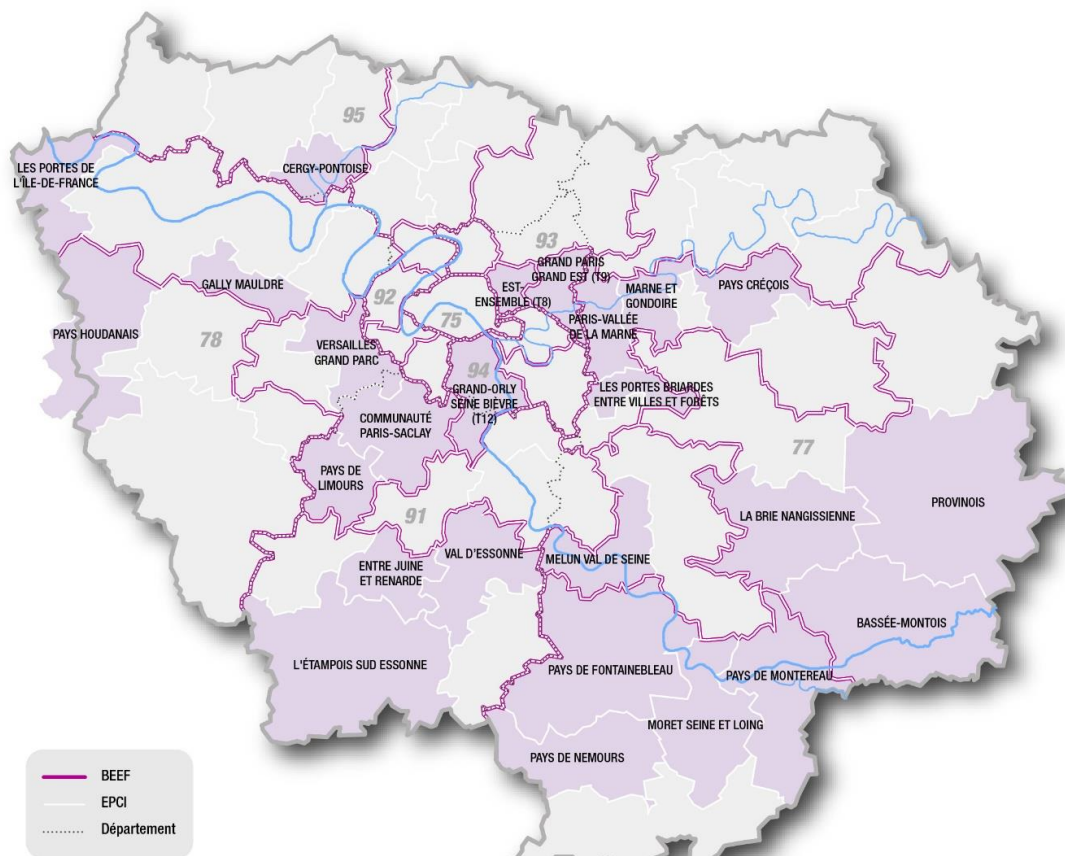 95
LES PORTES DE
L'ÎLE-DE-FRANCE
CERGY-PONTOISE
93
GRAND PARIS
GRAND EST (T9)
GALLY MAULDRE
EST-
ENSEMBLE (T8)
MARNE ET
GONDOIRE
PAYS CRÉÇOIS
92
75
PARIS-VALLÉE
DE LA MARNE
PAYS HOUDANAIS
78
VERSAILLES
GRAND PARC
94
GRAND-ORLY
SEINE BIÈVRE
(T12)
LES PORTES BRIARDES
ENTRE VILLES ET FORÊTS
COMMUNAUTÉ
PARIS-SACLAY
77
PAYS DE
LIMOURS
PROVINOIS
91
LA BRIE NANGISSIENNE
VAL D'ESSONNE
ENTRE JUINE
ET RENARDE
MELUN VAL DE SEINE
BASSÉE-MONTOIS
L'ÉTAMPOIS SUD ESSONNE
PAYS DE FONTAINEBLEAU
PAYS DE MONTEREAU
MORET SEINE ET LOING
PAYS DE NEMOURS
BEEF
EPCI
Département